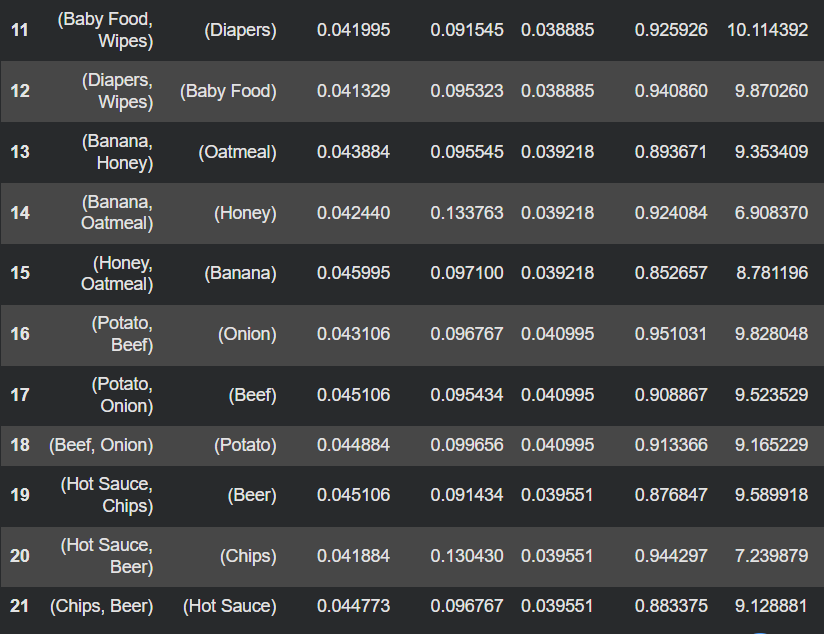 11 (Baby Food, Wipes) (Diapers) 0.041995 0.091545 0.038885 0.925926 10.114392
12 (Diapers, Wipes) (Baby Food) 0.041329 0.095323 0.038885 0.940860 9.870260
13 (Banana, Honey) (Oatmeal) 0.043884 0.095545 0.039218 0.893671 9.353409
14 (Banana, Oatmeal) (Honey) 0.042440 0.133763 0.039218 0.924084 6.908370
15 (Honey, Oatmeal) (Banana) 0.045995 0.097100 0.039218 0.852657 8.781196
16 (Potato, Beef) (Onion) 0.043106 0.096767 0.040995 0.951031 9.828048
17 (Potato, Onion) (Beef) 0.045106 0.095434 0.040995 0.908867 9.523529
18 (Beef, Onion) (Potato) 0.044884 0.099656 0.040995 0.913366 9.165229
19 (Hot Sauce, Chips) (Beer) 0.045106 0.091434 0.039551 0.876847 9.589918
20 (Hot Sauce, Beer) (Chips) 0.041884 0.130430 0.039551 0.944297 7.239879
21 (Chips, Beer) (Hot Sauce) 0.044773 0.096767 0.039551 0.883375 9.128881